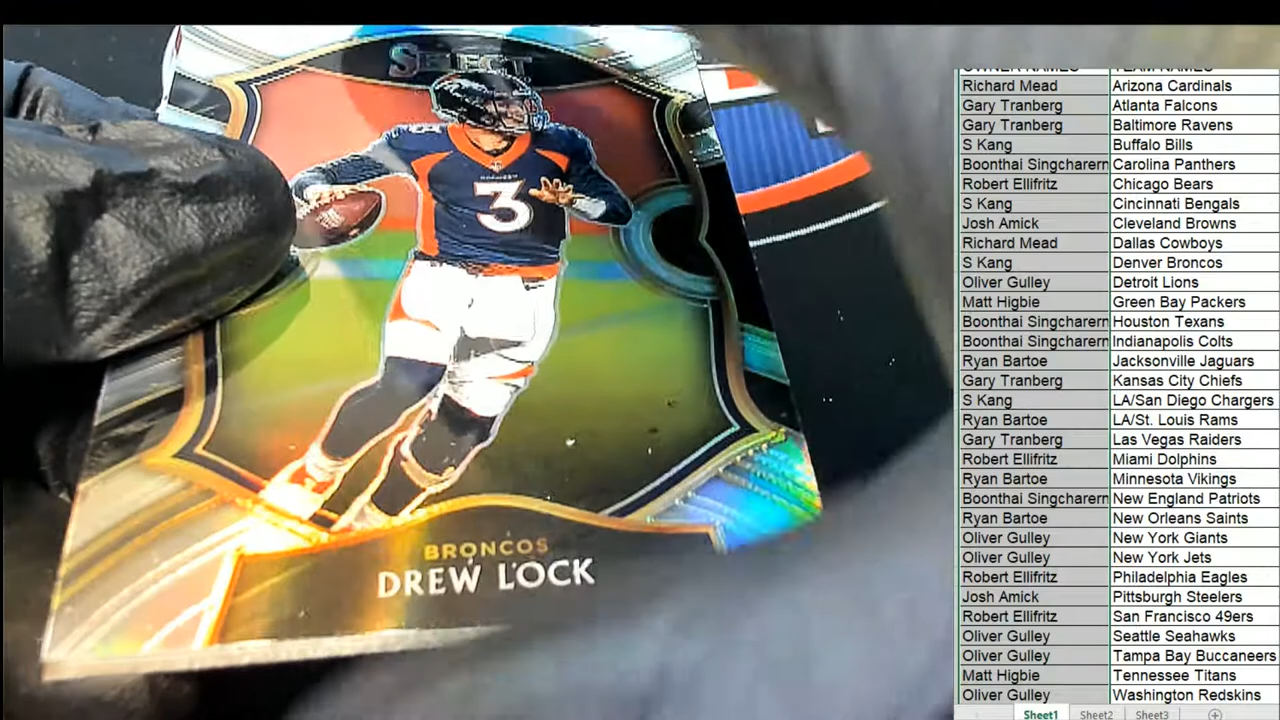 SELECT
3
BRONCOS
DREW LOCK
OWNER NAMES TEAM NAMES
Richard Mead Arizona Cardinals
Gary Tranberg Atlanta Falcons
Gary Tranberg Baltimore Ravens
S Kang Buffalo Bills
Boonthai Singcharern Carolina Panthers
Robert Ellifritz Chicago Bears
S Kang Cincinnati Bengals
Josh Amick Cleveland Browns
Richard Mead Dallas Cowboys
S Kang Denver Broncos
Oliver Gulley Detroit Lions
Matt Higbie Green Bay Packers
Boonthai Singcharern Houston Texans
Boonthai Singcharern Indianapolis Colts
Ryan Bartoe Jacksonville Jaguars
Gary Tranberg Kansas City Chiefs
S Kang LA/San Diego Chargers
Ryan Bartoe LA/St. Louis Rams
Gary Tranberg Las Vegas Raiders
Robert Ellifritz Miami Dolphins
Ryan Bartoe Minnesota Vikings
Boonthai Singcharern New England Patriots
Ryan Bartoe New Orleans Saints
Oliver Gulley New York Giants
Oliver Gulley New York Jets
Robert Ellifritz Philadelphia Eagles
Josh Amick Pittsburgh Steelers
Robert Ellifritz San Francisco 49ers
Oliver Gulley Seattle Seahawks
Oliver Gulley Tampa Bay Buccaneers
Matt Higbie Tennessee Titans
Oliver Gulley Washington Redskins
Sheet1 Sheet2 Sheet3